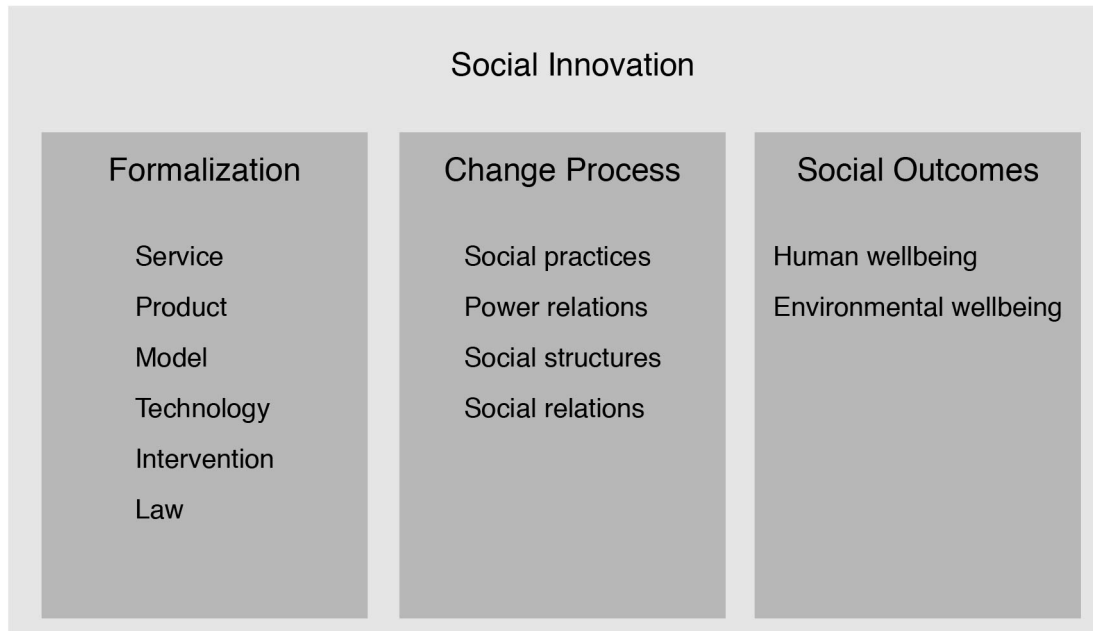 Social Innovation
Formalization
Service
Product
Model
Technology
Intervention
Law
Change Process
Social practices
Power relations
Social structures
Social relations
Social Outcomes
Human wellbeing
Environmental wellbeing